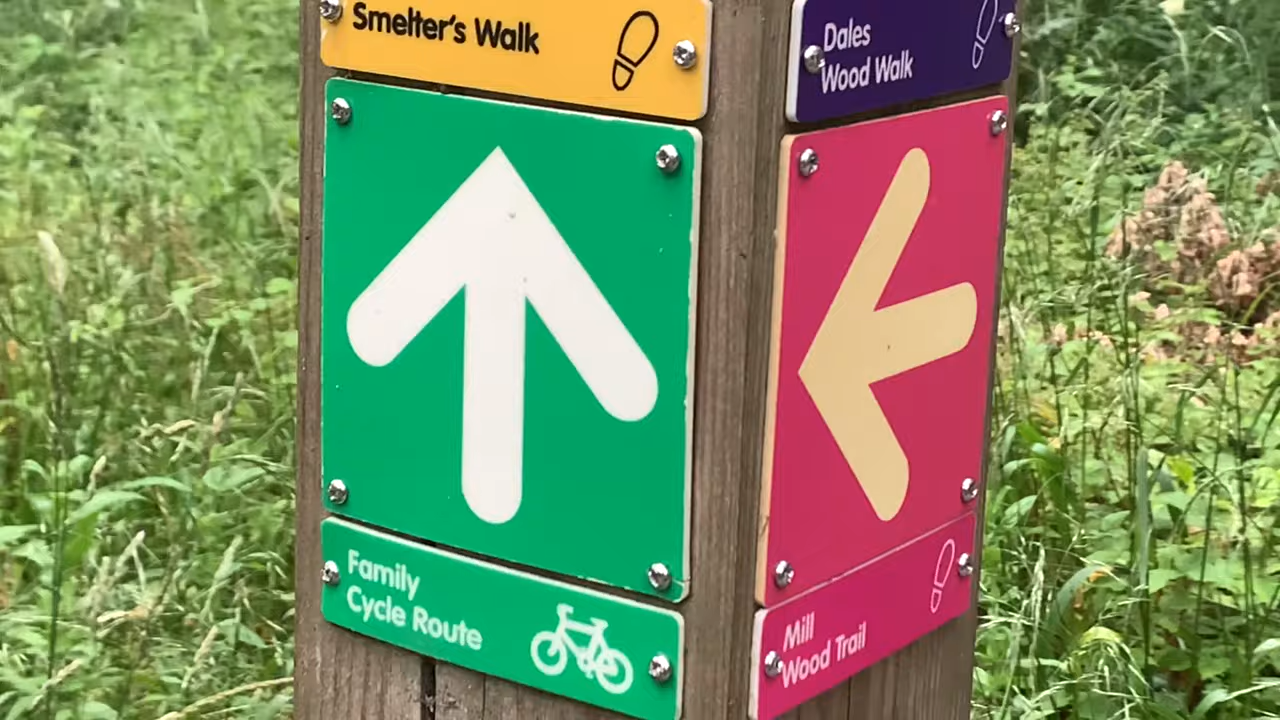 Smelter's Walk
Dales
Wood Walk
Family
Cycle Route
Mill
Wood Trail